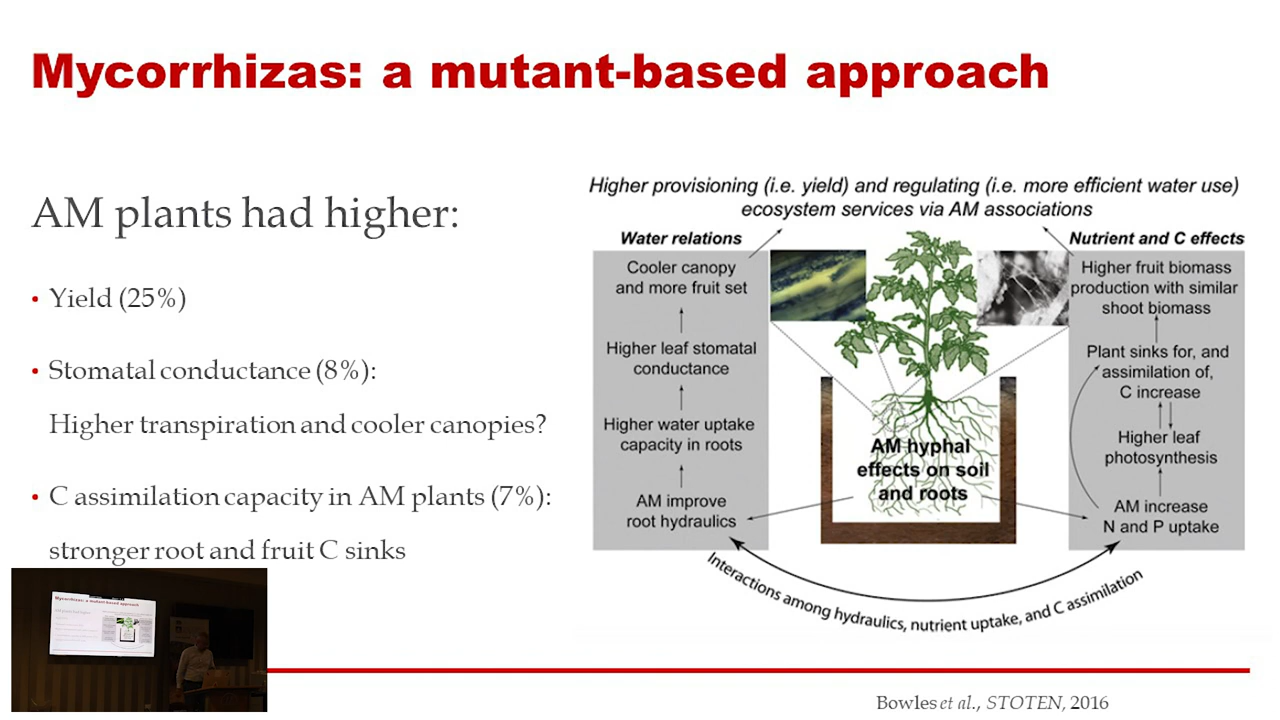 Mycorrhizas: a mutant-based approach
AM plants had higher:
• Yield (25%)
• Stomatal conductance (8%):
Higher transpiration and cooler canopies?
• C assimilation capacity in AM plants (7%):
stronger root and fruit C sinks
Higher provisioning (i.e. yield) and regulating (i.e. more efficient water use)
ecosystem services via AM associations
Water relations
Cooler canopy
and more fruit set
Higher leaf stomatal
conductance
Higher water uptake
capacity in roots
AM improve
root hydraulics
AM hyphal
effects on soil
and roots
Nutrient and C effects
Higher fruit biomass
production with similar
shoot biomass
Plant sinks for, and
assimilation of,
C increase
Higher leaf
photosynthesis
AM increase
N and P uptake
Interactions among hydraulics, nutrient uptake, and C assimilation
Mycorrhizas: a mutant-based approach
Bowles et al., STOTEN, 2016